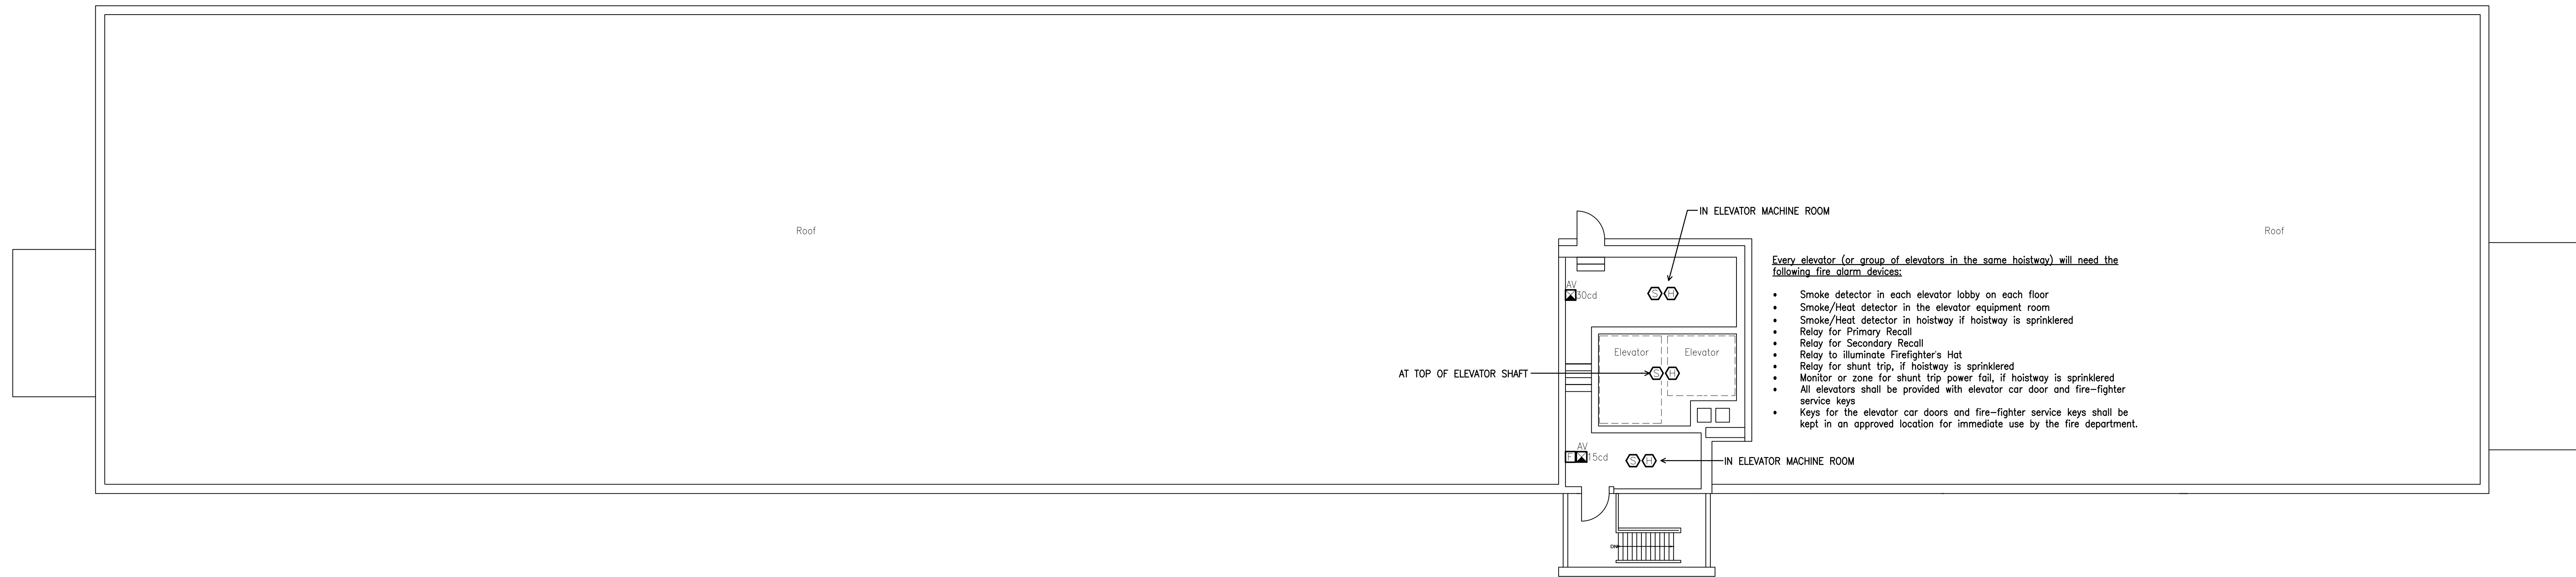 IN ELEVATOR MACHINE ROOM
Roof
Roof
Every elevator (or group of elevators in the same hoistway) will need the
following fire alarm devices:
AV
30cd
S H
• Smoke detector in each elevator lobby on each floor
• Smoke/Heat detector in the elevator equipment room
• Smoke/Heat detector in hoistway if hoistway is sprinklered
• Relay for Primary Recall
• Relay for Secondary Recall
• Relay to illuminate Firefighter's Hat
• Relay for shunt trip, if hoistway is sprinklered
• Monitor or zone for shunt trip power fail, if hoistway is sprinklered
• All elevators shall be provided with elevator car door and fire-fighter
service keys
• Keys for the elevator car doors and fire-fighter service keys shall be
kept in an approved location for immediate use by the fire department.
Elevator Elevator
AT TOP OF ELEVATOR SHAFT
S H
AV
F 15cd
S H
IN ELEVATOR MACHINE ROOM
DN